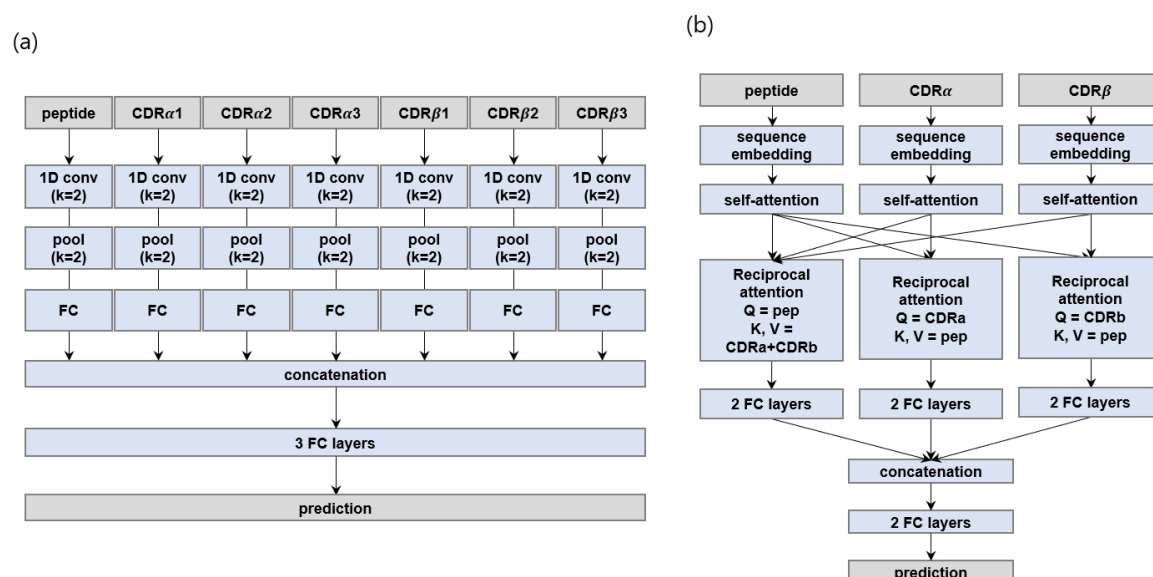 (a)
peptide CDRα1 CDRα2 CDRα3 CDRβ1 CDRβ2 CDRβ3
1D conv 1D conv 1D conv 1D conv 1D conv 1D conv 1D conv
(k=2) (k=2) (k=2) (k=2) (k=2) (k=2) (k=2)
pool pool pool pool pool pool pool
(k=2) (k=2) (k=2) (k=2) (k=2) (k=2) (k=2)
FC FC FC FC FC FC FC
concatenation
3 FC layers
prediction
(b)
peptide CDRα CDRβ
sequence sequence sequence
embedding embedding embedding
self-attention self-attention self-attention
Reciprocal
attention
Q = pep
K, V =
CDRa+CDRb
Reciprocal
attention
Q = CDRa
K, V = pep
Reciprocal
attention
Q = CDRb
K, V = pep
2 FC layers 2 FC layers 2 FC layers
concatenation
2 FC layers
prediction